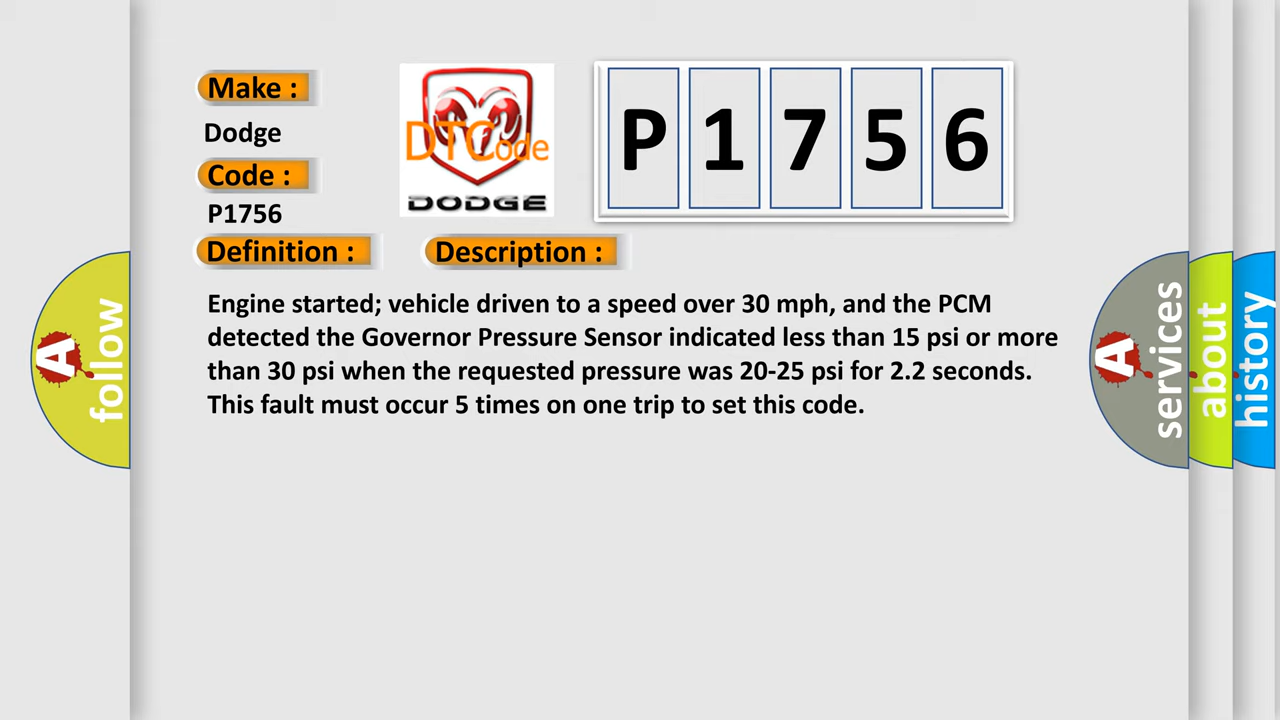 Make :
Dodge
Code :
P1756
Definition :
Description :
DTCode
DODGE
P 1 7 5 6
Engine started; vehicle driven to a speed over 30 mph, and the PCM
detected the Governor Pressure Sensor indicated less than 15 psi or more
than 30 psi when the requested pressure was 20-25 psi for 2.2 seconds.
This fault must occur 5 times on one trip to set this code.
A follow
A services
about
history